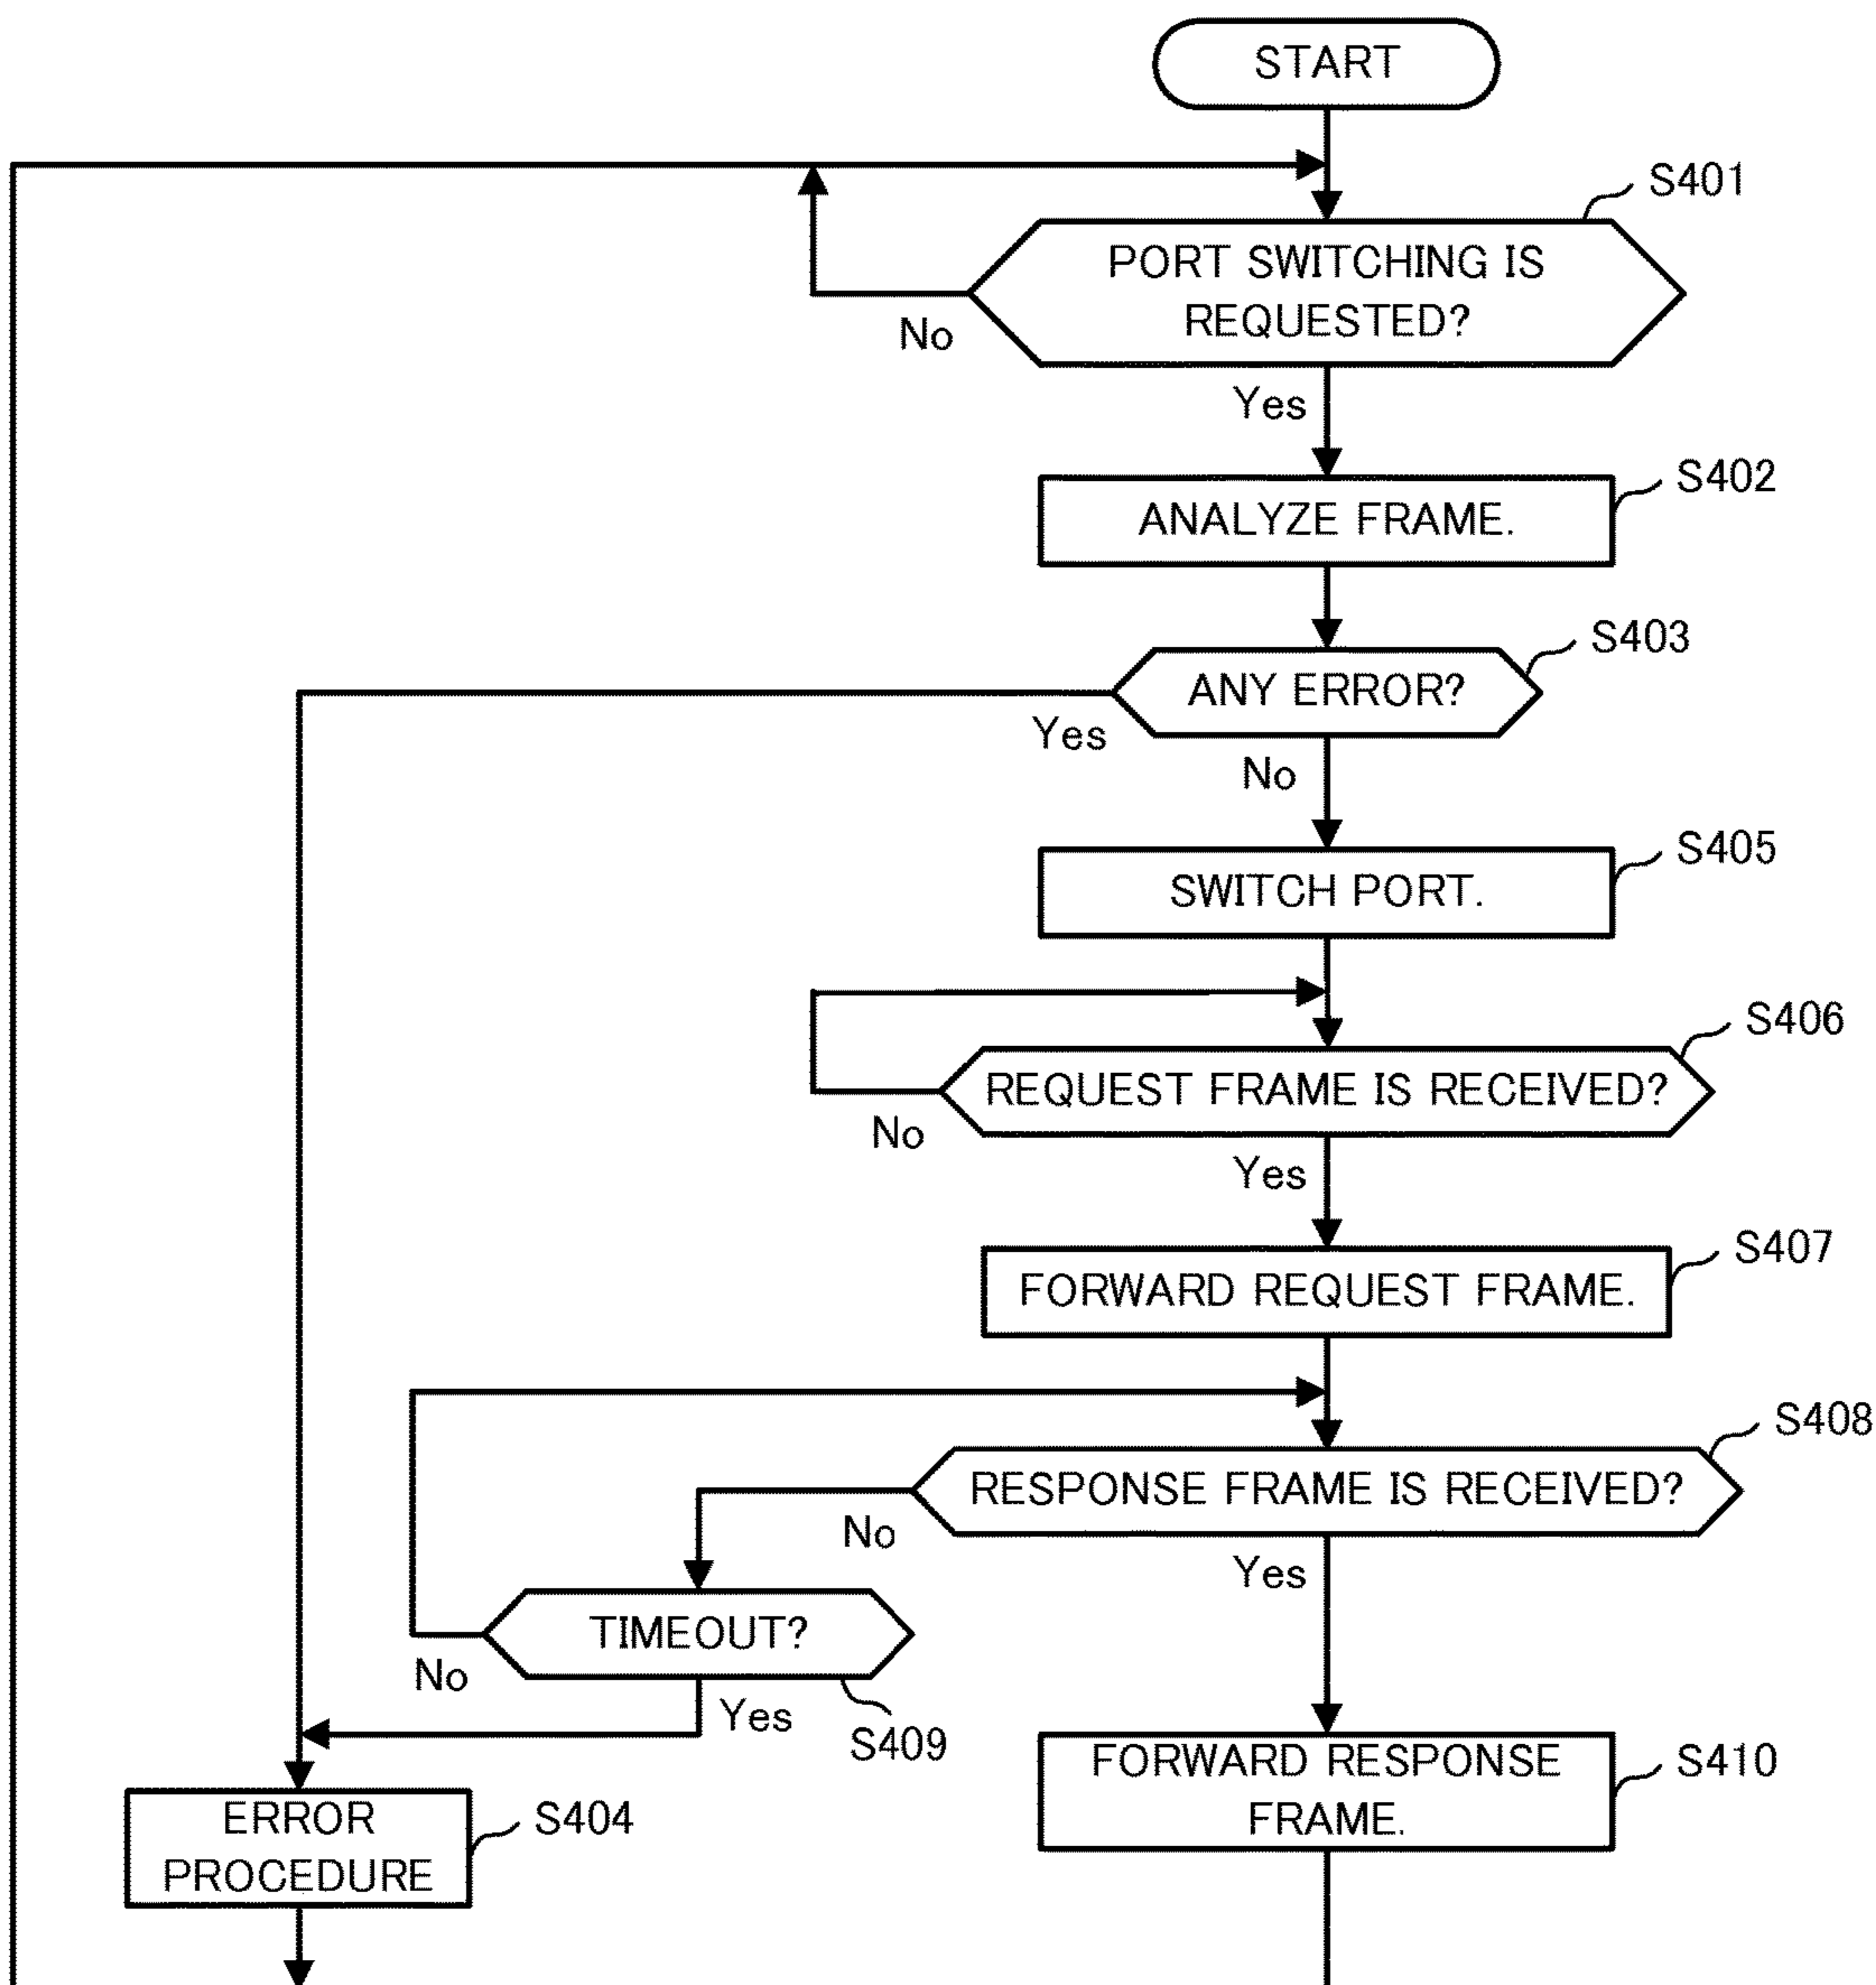 START
S401
PORT SWITCHING IS
REQUESTED?
No
Yes
S402
ANALYZE FRAME.
S403
ANY ERROR?
Yes
No
S405
SWITCH PORT.
S406
REQUEST FRAME IS RECEIVED?
No
Yes
S407
FORWARD REQUEST FRAME.
S408
RESPONSE FRAME IS RECEIVED?
No
Yes
TIMEOUT?
No
Yes
S409
FORWARD RESPONSE
FRAME.
S410
ERROR
PROCEDURE
S404